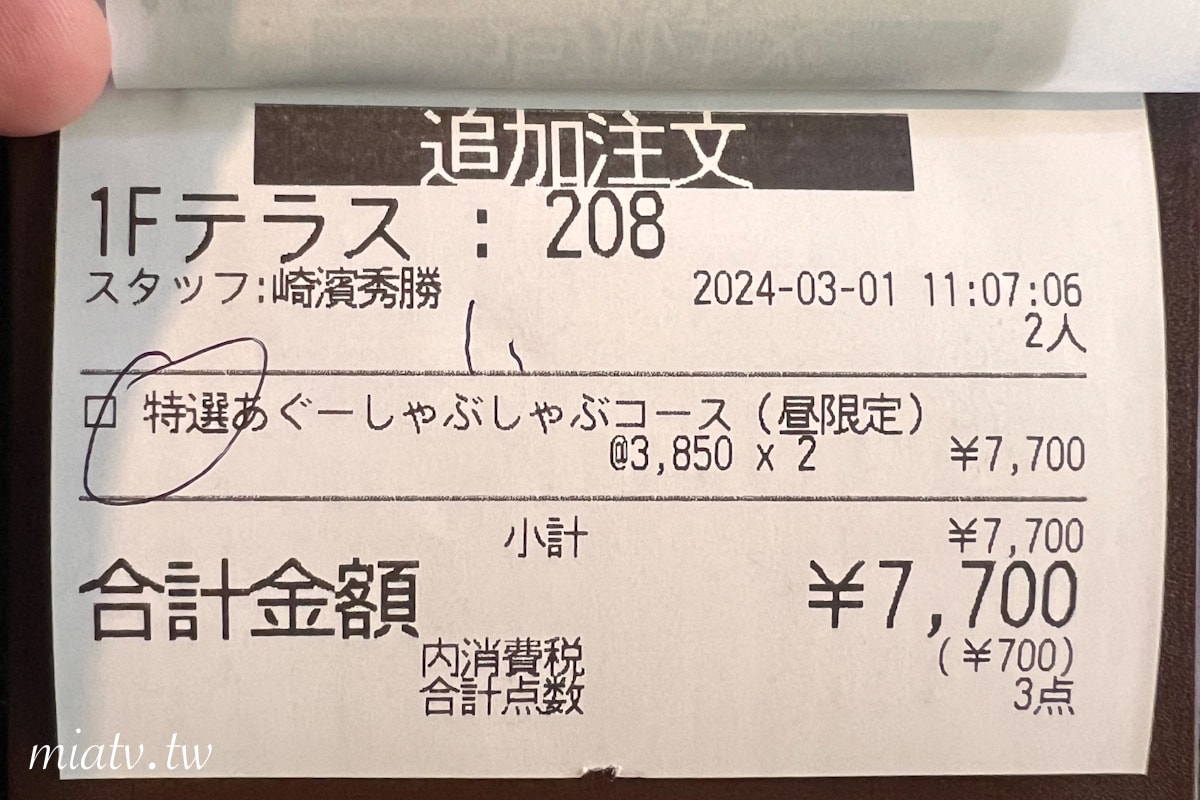 追加注文
1Fテラス : 208
スタッフ:崎濱秀勝 2024-03-01 11:07:06
2人
□ 特選あぐーしゃぶしゃぶコース (昼限定)
@3,850 x 2 ¥7,700
小計 ¥7,700
合計金額 ¥7,700
内消費税 (¥700)
合計点数 3点
miatv.tw